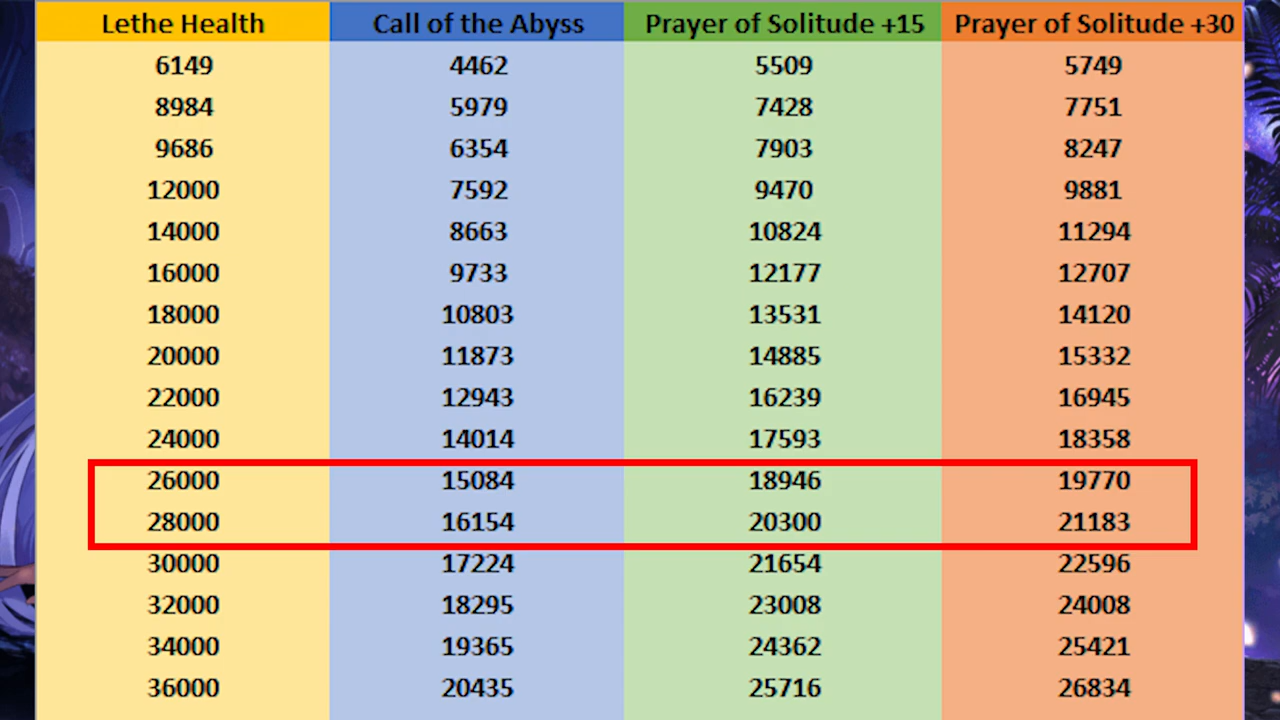 Lethe Health Call of the Abyss Prayer of Solitude +15 Prayer of Solitude +30
6149 4462 5509 5749
8984 5979 7428 7751
9686 6354 7903 8247
12000 7592 9470 9881
14000 8663 10824 11294
16000 9733 12177 12707
18000 10803 13531 14120
20000 11873 14885 15332
22000 12943 16239 16945
24000 14014 17593 18358
26000 15084 18946 19770
28000 16154 20300 21183
30000 17224 21654 22596
32000 18295 23008 24008
34000 19365 24362 25421
36000 20435 25716 26834